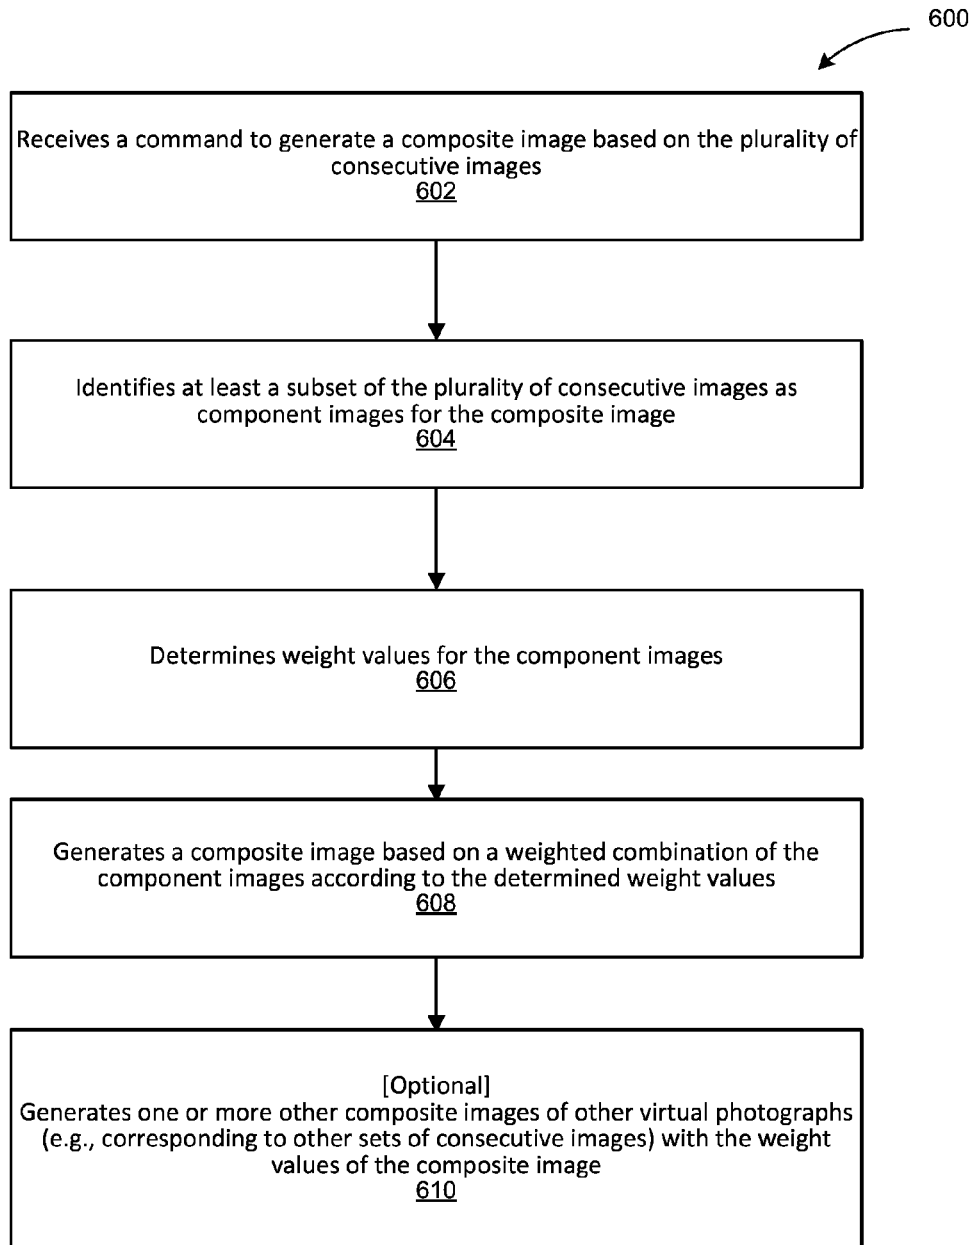 600
Receives a command to generate a composite image based on the plurality of
consecutive images
602
Identifies at least a subset of the plurality of consecutive images as
component images for the composite image
604
Determines weight values for the component images
606
Generates a composite image based on a weighted combination of the
component images according to the determined weight values
608
[Optional]
Generates one or more other composite images of other virtual photographs
(e.g., corresponding to other sets of consecutive images) with the weight
values of the composite image
610